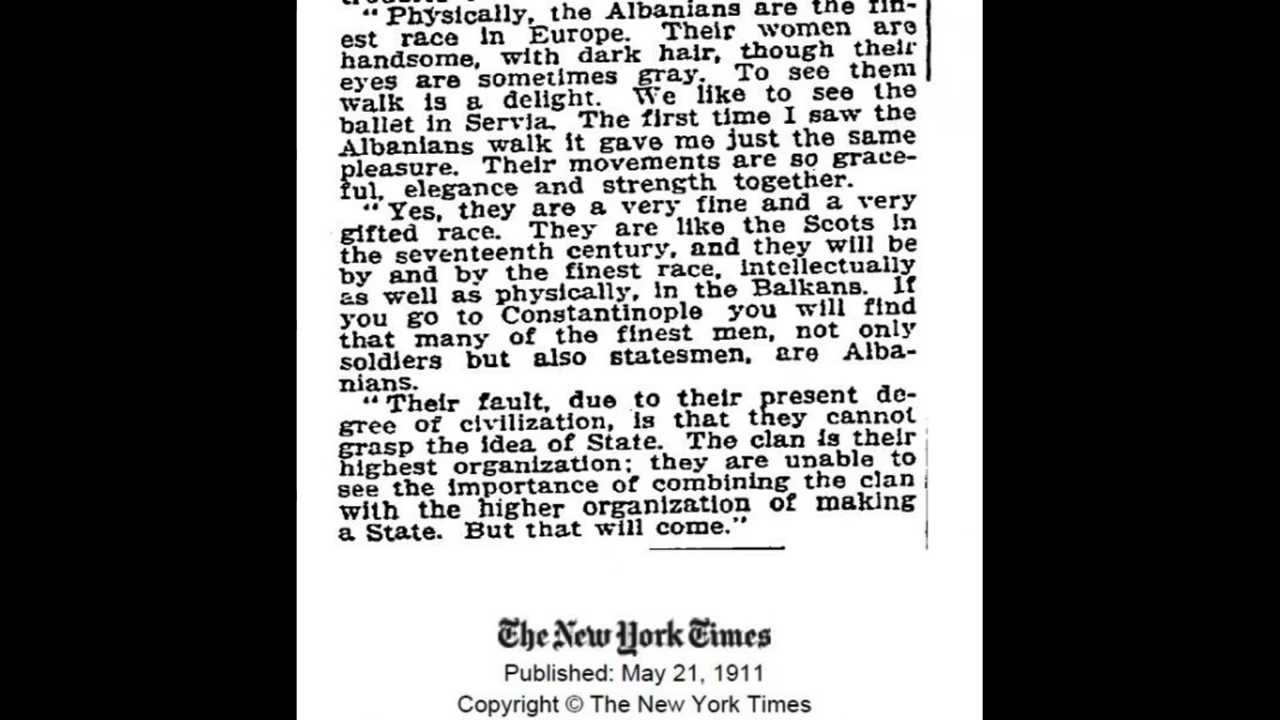 “Physically, the Albanians are the fin-
est race in Europe. Their women are
handsome, with dark hair, though their
eyes are sometimes gray. To see them
walk is a delight. We like to see the
ballet in Servia. The first time I saw the
Albanians walk it gave me just the same
pleasure. Their movements are so grace-
ful, elegance and strength together.
“Yes, they are a very fine and a very
gifted race. They are like the Scots in
the seventeenth century, and they will be
by and by the finest race, intellectually
as well as physically, in the Balkans. If
you go to Constantinople you will find
that many of the finest men, not only
soldiers but also statesmen, are Alba-
nians.
“Their fault, due to their present de-
gree of civilization, is that they cannot
grasp the idea of State. The clan is their
highest organization; they are unable to
see the importance of combining the clan
with the higher organization of making
a State. But that will come.”
The New York Times
Published: May 21, 1911
Copyright © The New York Times